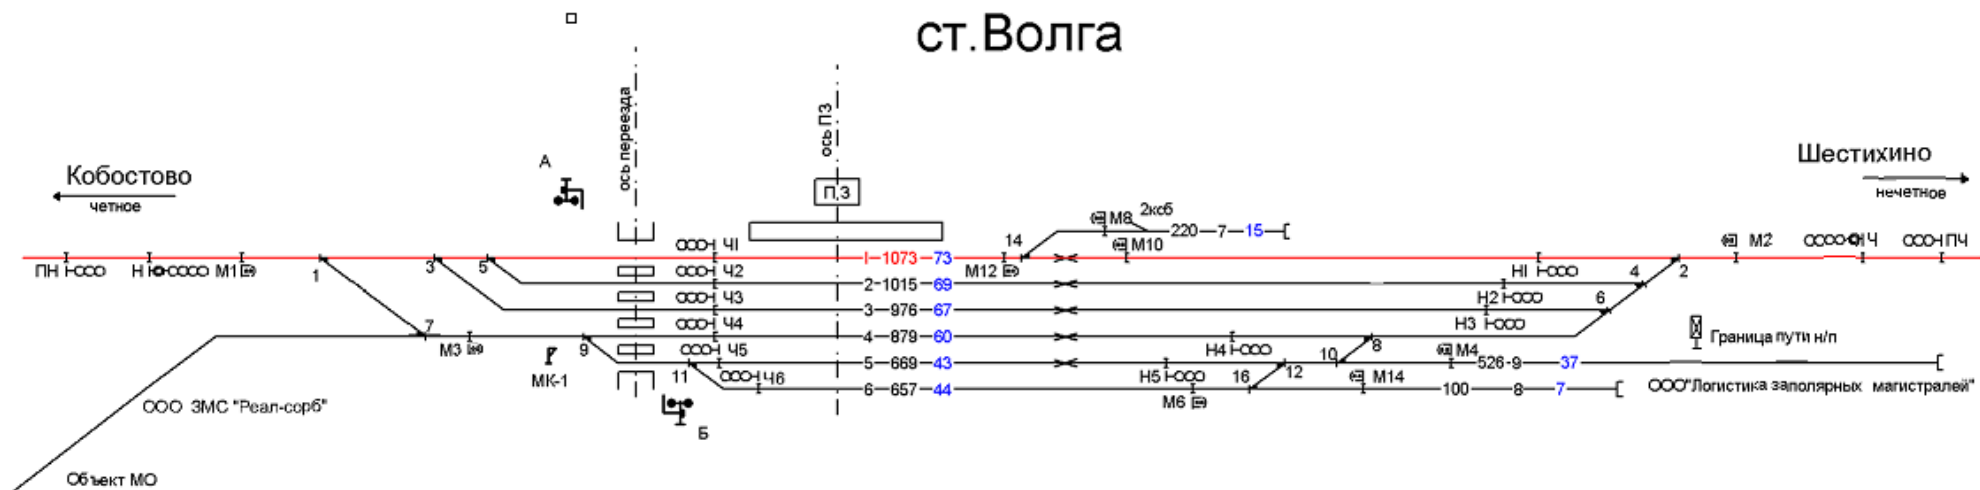 ст.Волга
ось переезда
ось ПЗ
А
Кобостово
четное
Шестихино
нечетное
П.З
2ксб
М8
220 7 15
14
Ч1
М10
М2
Ч
ПЧ
ПН
Н
М1
1
3
5
I 1073 73
М12
Н1
4
2
Ч2
2 1015 69
Н2
6
Ч3
3 976 67
Н3
Ч4
7
М3
9
4 879 60
Н4
8
Граница пути н/п
МК-1
Ч5
11
5 669 43
Н5
12
10
М4
526-9 37
Ч6
6 657 44
М6
16
М14
100 8 7
ООО"Логистика заполярных магистралей"
ООО ЗМС "Реал-сорб"
Б
Объект МО